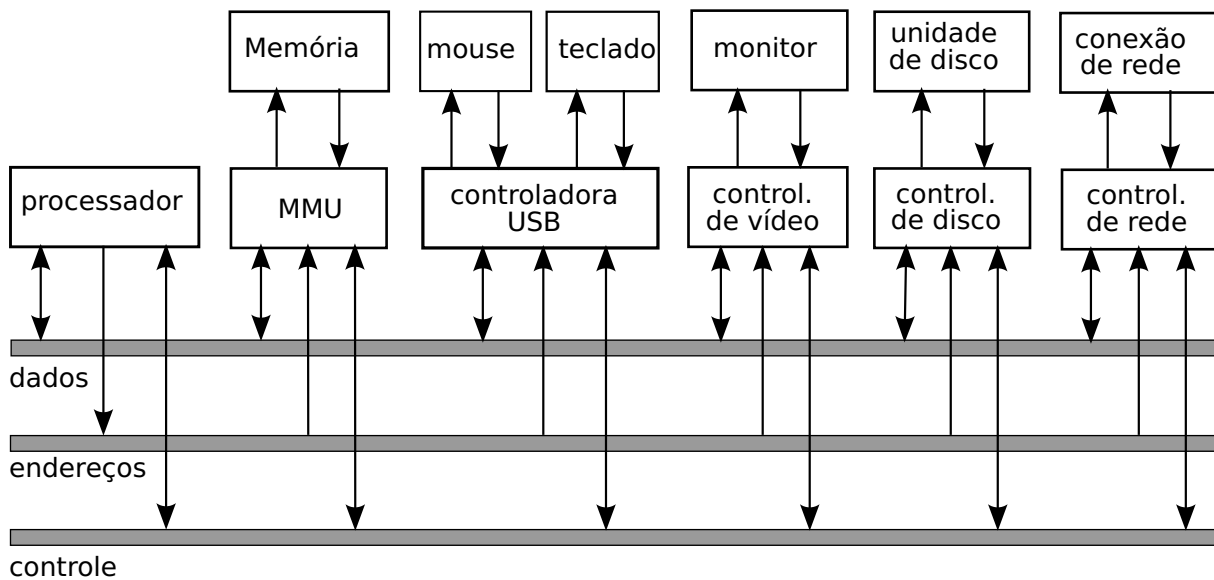 Memória
mouse
teclado
monitor
unidade
de disco
conexão
de rede
processador
MMU
controladora
USB
control.
de vídeo
control.
de disco
control.
de rede
dados
endereços
controle